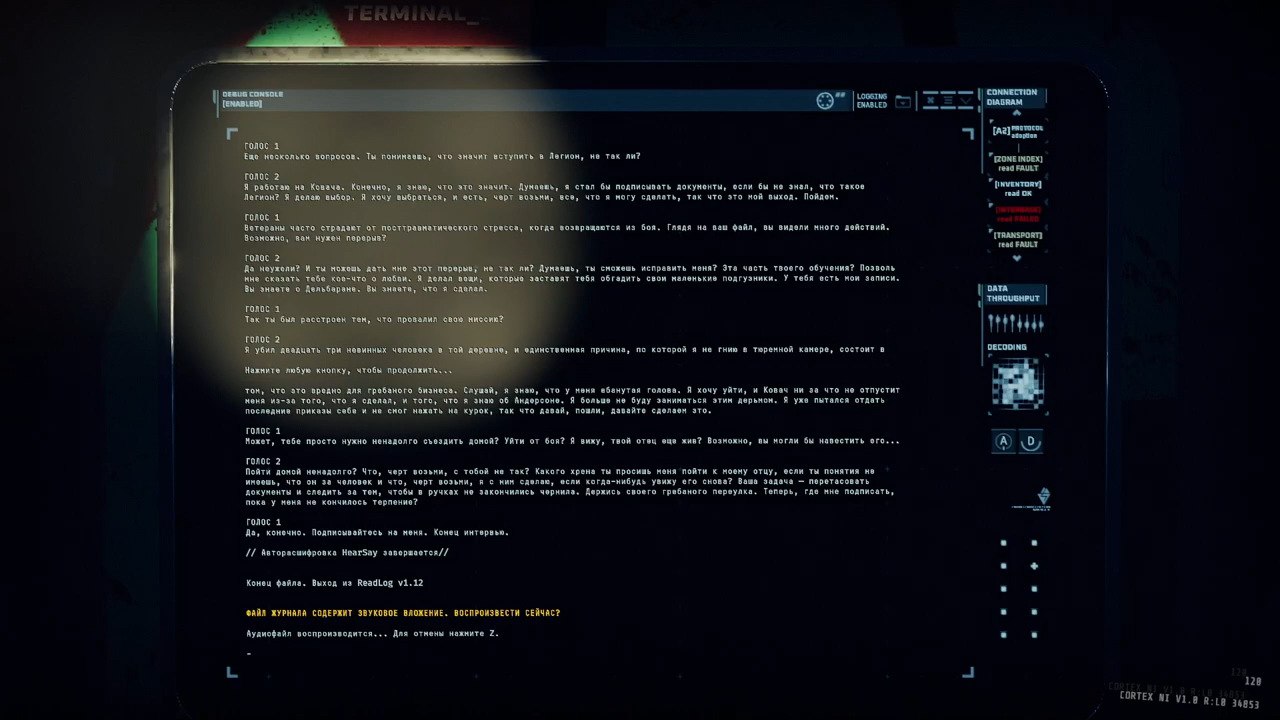 TERMINAL_
DEBUG CONSOLE
[ENABLED]
LOGGING
ENABLED
CONNECTION
DIAGRAM
[A2] PROTOCOL
adaption
[ZONE INDEX]
read FAULT
[INVENTORY]
read OK
read FAILED
[TRANSPORT]
read FAULT
DATA
THROUGHPUT
DECODING
A D
ГОЛОС 1
Еще несколько вопросов. Ты понимаешь, что значит вступить в Легион, не так ли?
ГОЛОС 2
Я работаю на Ковача. Конечно, я знаю, что это значит. Думаешь, я стал бы подписывать документы, если бы не знал, что такое
Легион? Я делаю выбор. Я хочу выбраться, и есть, черт возьми, все, что я могу сделать, так что это мой выход. Пойдем.
ГОЛОС 1
Ветераны часто страдают от посттравматического стресса, когда возвращаются из боя. Глядя на ваш файл, вы видели много действий.
Возможно, вам нужен перерыв?
ГОЛОС 2
Да неужели? И ты можешь дать мне этот перерыв, не так ли? Думаешь, ты сможешь исправить меня? Эта часть твоего обучения? Позволь
мне сказать тебе кое-что о любви. Я делал вещи, которые заставят тебя обгадить свои маленькие подгузники. У тебя есть мои записи.
Вы знаете о Дельбаране. Вы знаете, что я сделал.
ГОЛОС 1
Так ты был расстроен тем, что провалил свою миссию?
ГОЛОС 2
Я убил двадцать три невинных человека в той деревне, и единственная причина, по которой я не гнию в тюремной камере, состоит в
Нажмите любую кнопку, чтобы продолжить...
том, что это вредно для грабаного бизнеса. Слушай, я знаю, что у меня ебанутая голова. Я хочу уйти, и Ковач ни за что не отпустит
меня из-за того, что я сделал, и того, что я знаю об Андерсоне. Я больше не буду заниматься этим дерьмом. Я уже пытался отдать
последние приказы себе и не смог нажать на курок, так что давай, пошли, давайте сделаем это.
ГОЛОС 1
Может, тебе просто нужно ненадолго съездить домой? Уйти от боя? Я вижу, твой отец еще жив? Возможно, вы могли бы навестить его...
ГОЛОС 2
Пойти домой ненадолго? Что, черт возьми, с тобой не так? Какого хрена ты просишь меня пойти к моему отцу, если ты понятия не
имеешь, что он за человек и что, черт возьми, я с ним сделаю, если когда-нибудь увижу его снова? Ваша задача — перетасовать
документы и следить за тем, чтобы в ручках не закончились чернила. Держись своего грабаного переулка. Теперь, где мне подписать,
пока у меня не кончилось терпение?
ГОЛОС 1
Да, конечно. Подписывайтесь на меня. Конец интервью.
// Авторасшифровка HearSay завершается//
Конец файла. Выход из ReadLog v1.12
ФАЙЛ ЖУРНАЛА СОДЕРЖИТ ЗВУКОВОЕ ВЛОЖЕНИЕ. ВОСПРОИЗВЕСТИ СЕЙЧАС?
Аудиофайл воспроизводится... Для отмены нажмите Z.
-
120
CORTEX NI V1.0 R:L0 34853